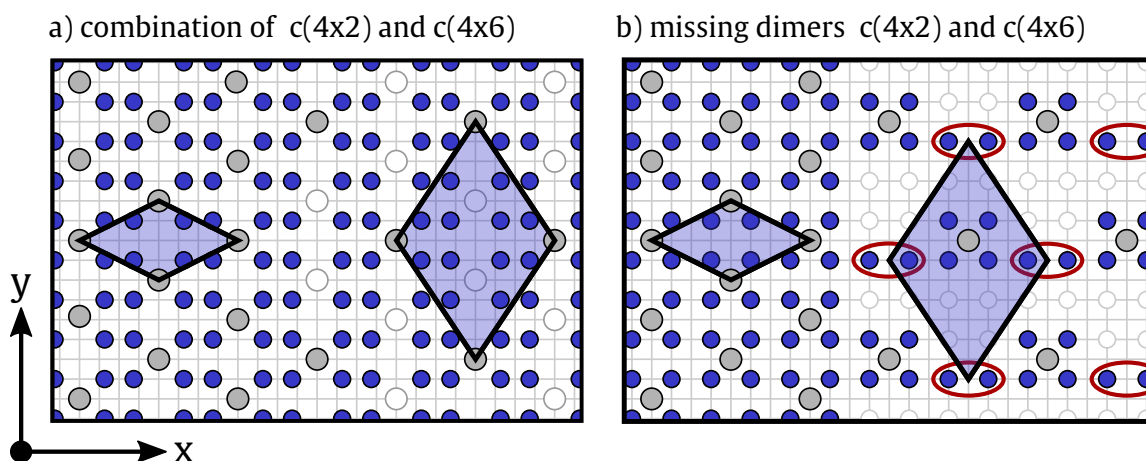 a) combination of c(4x2) and c(4x6)
b) missing dimers c(4x2) and c(4x6)
y
x